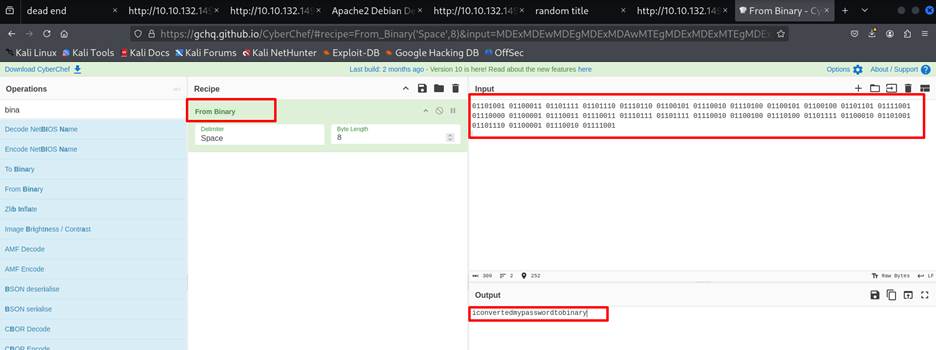 dead end
http://10.10.132.149
http://10.10.132.149
Apache2 Debian De
http://10.10.132.149
random title
http://10.10.132.149
From Binary - Cy
https://gchq.github.io/CyberChef/#recipe=From_Binary('Space',8)&input=MDExMDEwMDEgMDExMDAwMTEgMDExMDExMTEgMDEx
Kali Linux Kali Tools Kali Docs Kali Forums Kali NetHunter Exploit-DB Google Hacking DB OffSec
Download CyberChef
Last build: 2 months ago - Version 10 is here! Read about the new features here
Options About / Support
Operations
bina
Decode NetBIOS Name
Encode NetBIOS Name
To Binary
From Binary
Zlib Inflate
Image Brightness / Contrast
AMF Decode
AMF Encode
BSON deserialise
BSON serialise
CBOR Decode
CBOR Encode
Recipe
From Binary
Delimiter
Space
Byte Length
8
Input
01101001 01100011 01101111 01101110 01110110 01100101 01110010 01110100 01100101 01100100 01101101 01111001
01110000 01100001 01110011 01110011 01110111 01101111 01110010 01100100 01110100 01101111 01100010 01101001
01101110 01100001 01110010 01111001
300 2 252
Raw Bytes LF
Output
iconvertedmypasswordtobinary